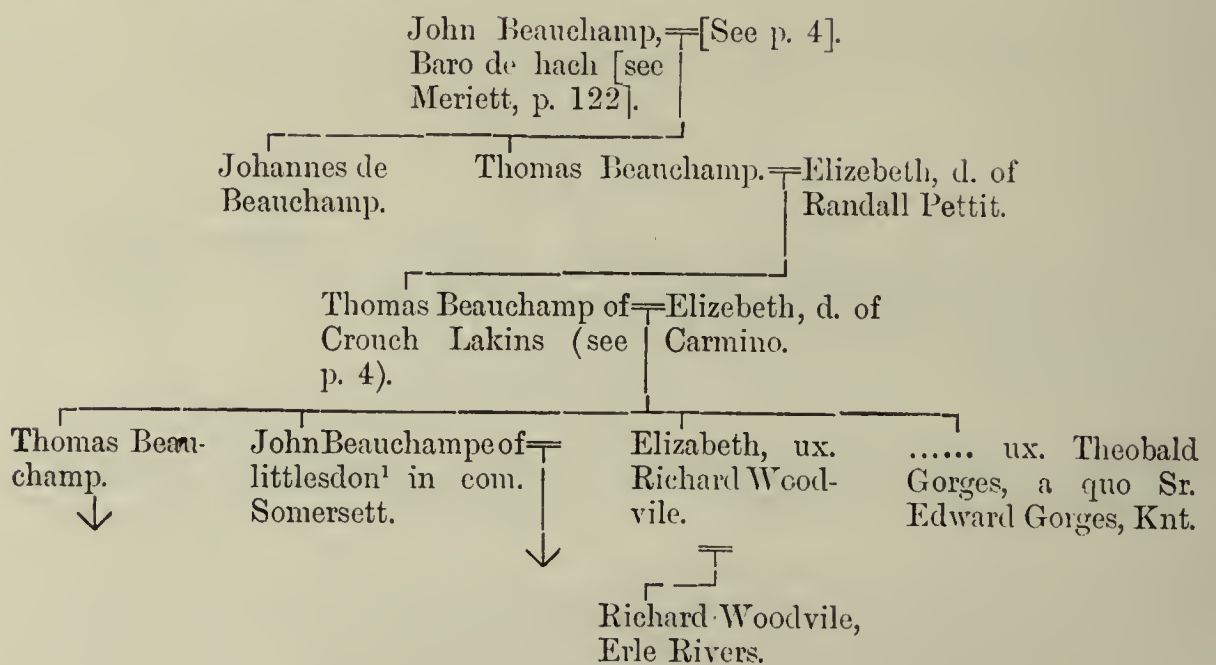 John Beauchamp,=[See p. 4].
Baro de hach [see
Meriett, p. 122].
Johannes de
Beauchamp.
Thomas Beauchamp.=Elizebeth, d. of
Randall Pettit.
Thomas Beauchamp of=Elizebeth, d. of
Crouch Lakins (see
p. 4).
Carmino.
Thomas Beau-
champ.
John Beauchampe of=
littlesdon¹ in com.
Somersett.
Elizabeth, ux.
Richard Wood-
vile.
...... ux. Theobald
Gorges, a quo Sr.
Edward Gorges, Knt.
Richard Woodvile,
Erle Rivers.